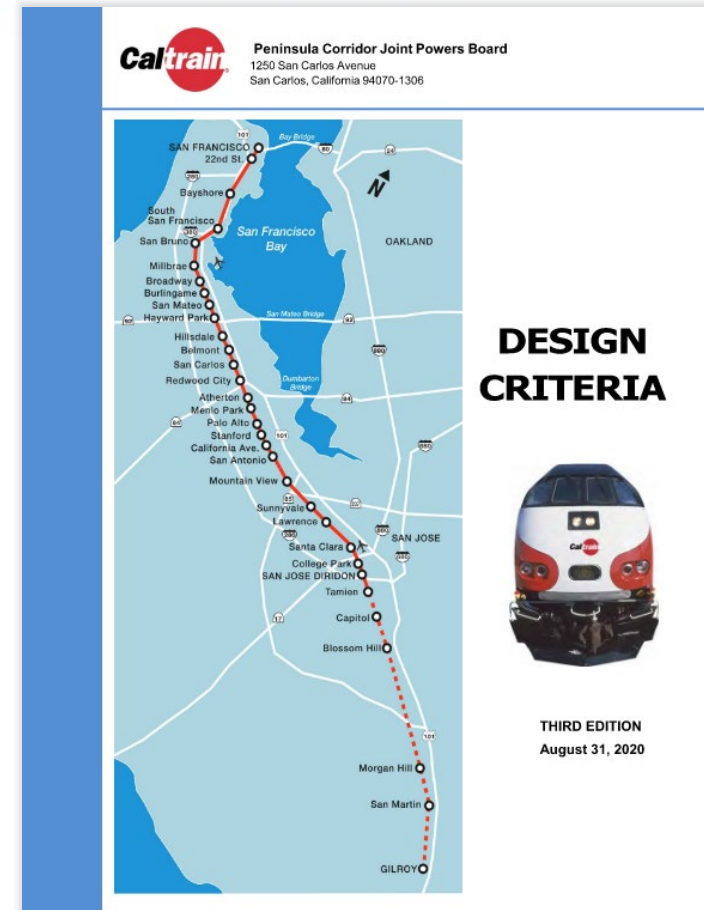 Caltrain
Peninsula Corridor Joint Powers Board
1250 San Carlos Avenue
San Carlos, California 94070-1306
101
Bay Bridge
SAN FRANCISCO
80
24
22nd St.
280
N
Bayshore
South
San Francisco
380
San Francisco
Bay
San Bruno
OAKLAND
Millbrae
Broadway
Burlingame
San Mateo
San Mateo Bridge
92
Hayward Park
92
Hillsdale
880
Belmont
San Carlos
Redwood City
Dumbarton
Bridge
Atherton
84
Menlo Park
84
Palo Alto
Stanford
101
California Ave.
680
San Antonio
Mountain View
85
Sunnyvale
Lawrence
280
880
SAN JOSE
Santa Clara
680
College Park
SAN JOSE DIRIDON
Tamien
17
Capitol
Blossom Hill
101
Morgan Hill
San Martin
GILROY
DESIGN
CRITERIA
Caltrain
THIRD EDITION
August 31, 2020